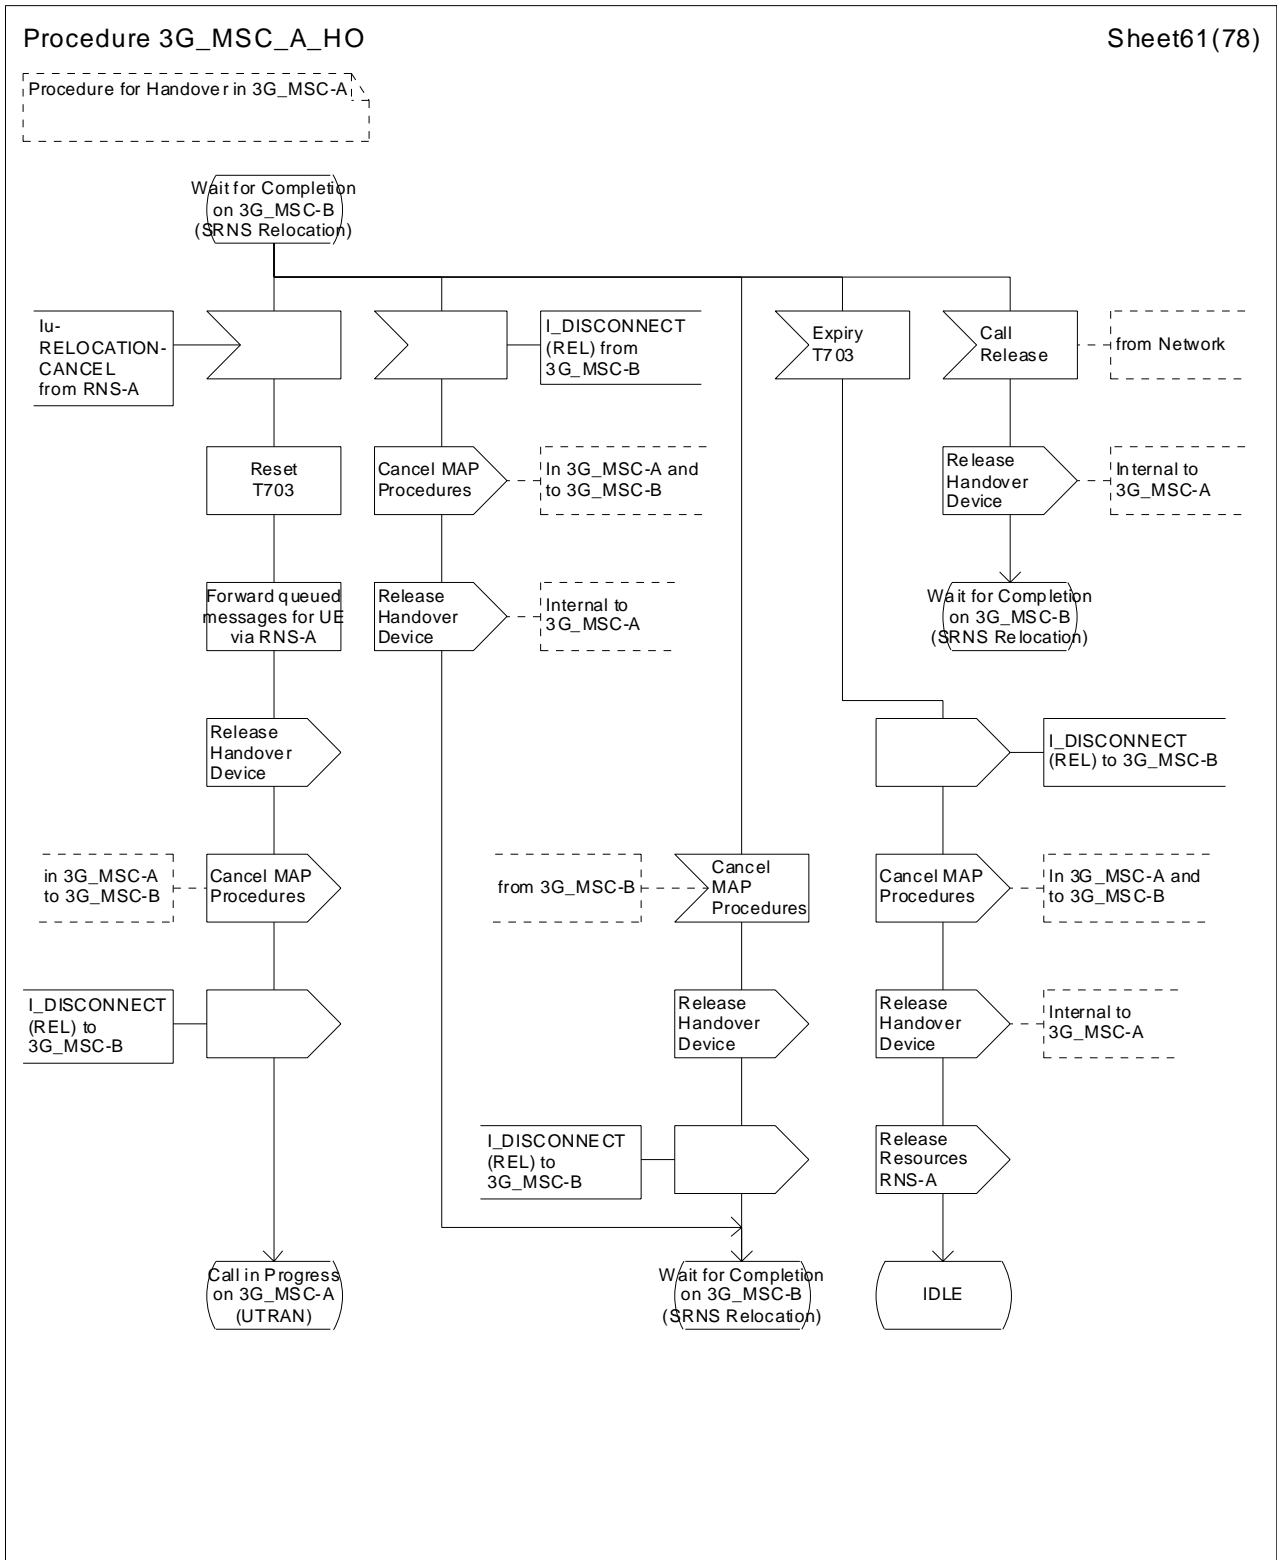 Procedure 3G_MSC_A_HO
Sheet61(78)
Procedure for Handover in 3G_MSC-A
Wait for Completion
on 3G_MSC-B
(SRNS Relocation)
Iu-
RELOCATION-
CANCEL
from RNS-A
I_DISCONNECT
(REL) from
3G_MSC-B
Expiry
T703
Call
Release
from Network
Reset
T703
Cancel MAP
Procedures
In 3G_MSC-A and
to 3G_MSC-B
Release
Handover
Device
Internal to
3G_MSC-A
Forward queued
messages for UE
via RNS-A
Release
Handover
Device
Internal to
3G_MSC-A
Wait for Completion
on 3G_MSC-B
(SRNS Relocation)
Release
Handover
Device
I_DISCONNECT
(REL) to 3G_MSC-B
in 3G_MSC-A
to 3G_MSC-B
Cancel MAP
Procedures
from 3G_MSC-B
Cancel
MAP
Procedures
Cancel MAP
Procedures
In 3G_MSC-A and
to 3G_MSC-B
I_DISCONNECT
(REL) to
3G_MSC-B
Release
Handover
Device
Release
Handover
Device
Internal to
3G_MSC-A
I_DISCONNECT
(REL) to
3G_MSC-B
Release
Resources
RNS-A
Call in Progress
on 3G_MSC-A
(UTRAN)
Wait for Completion
on 3G_MSC-B
(SRNS Relocation)
IDLE